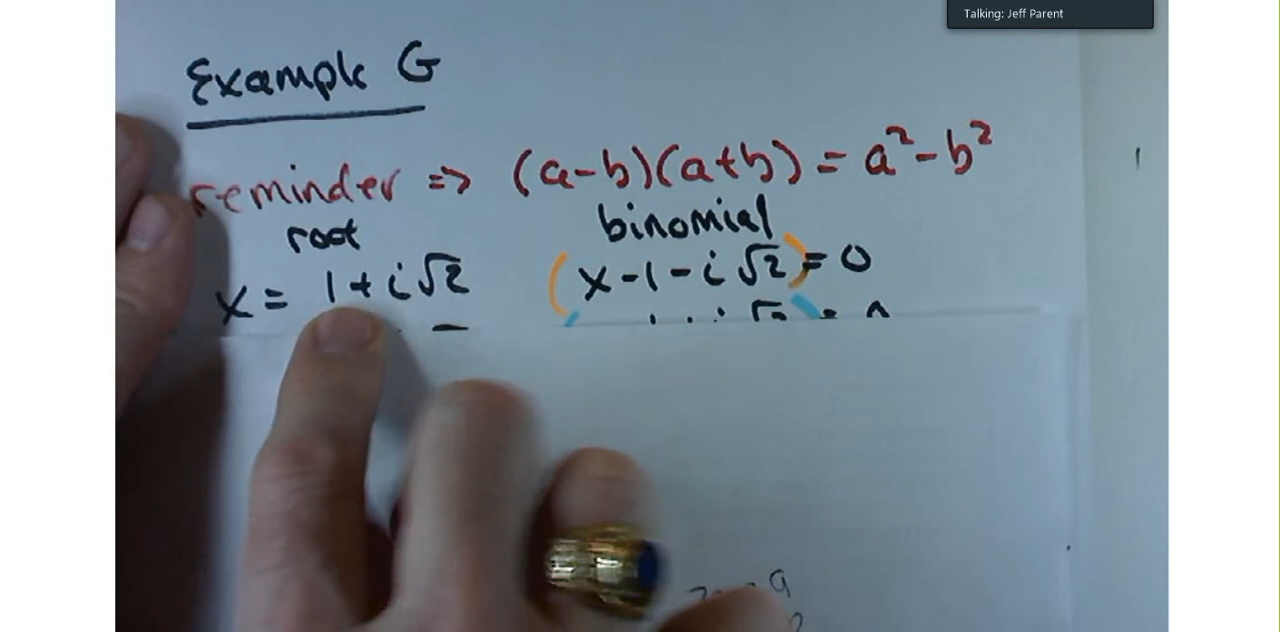 Talking: Jeff Parent
Example G
reminder => (a-b)(a+b) = a²-b²
root binomial
x = 1+i√2 (x-1-i√2) = 0